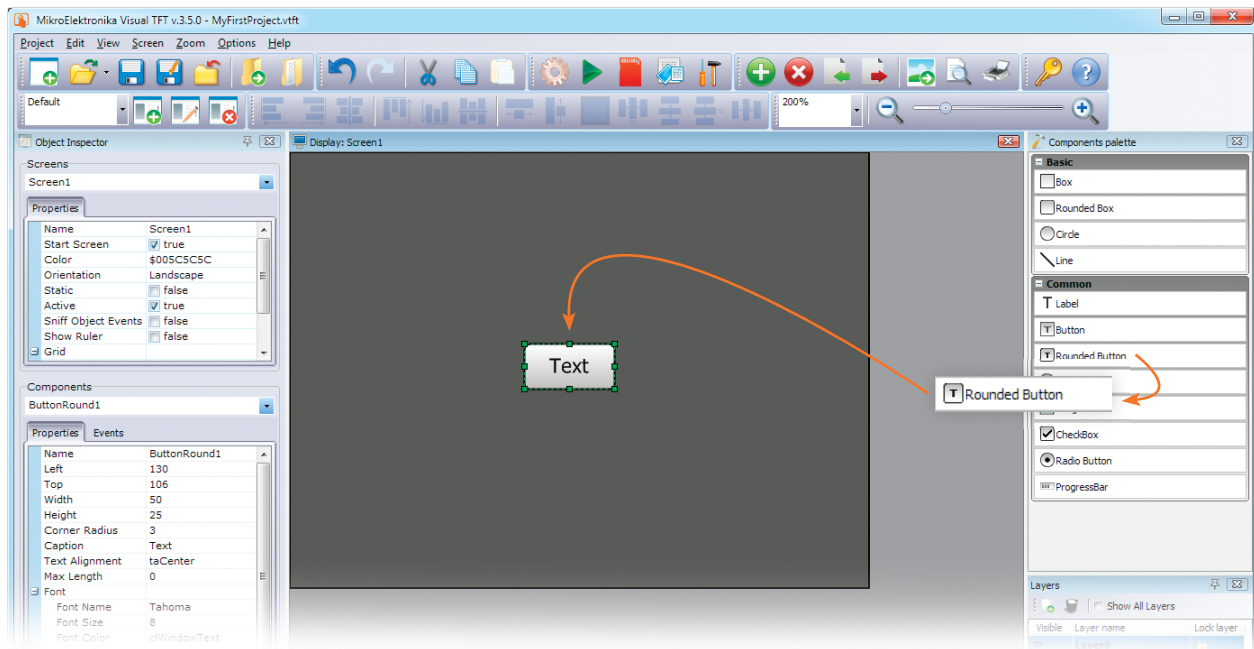 MikroElektronika Visual TFT v.3.5.0 - MyFirstProject.vtft
Project Edit View Screen Zoom Options Help
Default
200%
Object Inspector
Screens
Screen1
Properties
Name Screen1
Start Screen true
Color $005C5C5C
Orientation Landscape
Static false
Active true
Sniff Object Events false
Show Ruler false
Grid
Components
ButtonRound1
Properties Events
Name ButtonRound1
Left 130
Top 106
Width 50
Height 25
Corner Radius 3
Caption Text
Text Alignment taCenter
Max Length 0
Font
Font Name Tahoma
Font Size 8
Font Color clWindowText
Display: Screen1
Text
Components palette
Basic
Box
Rounded Box
Circle
Line
Common
T Label
T Button
T Rounded Button
T Rounded Button
CheckBox
Radio Button
ProgressBar
Layers
Show All Layers
Visible Layer name Lock layer
Layer0